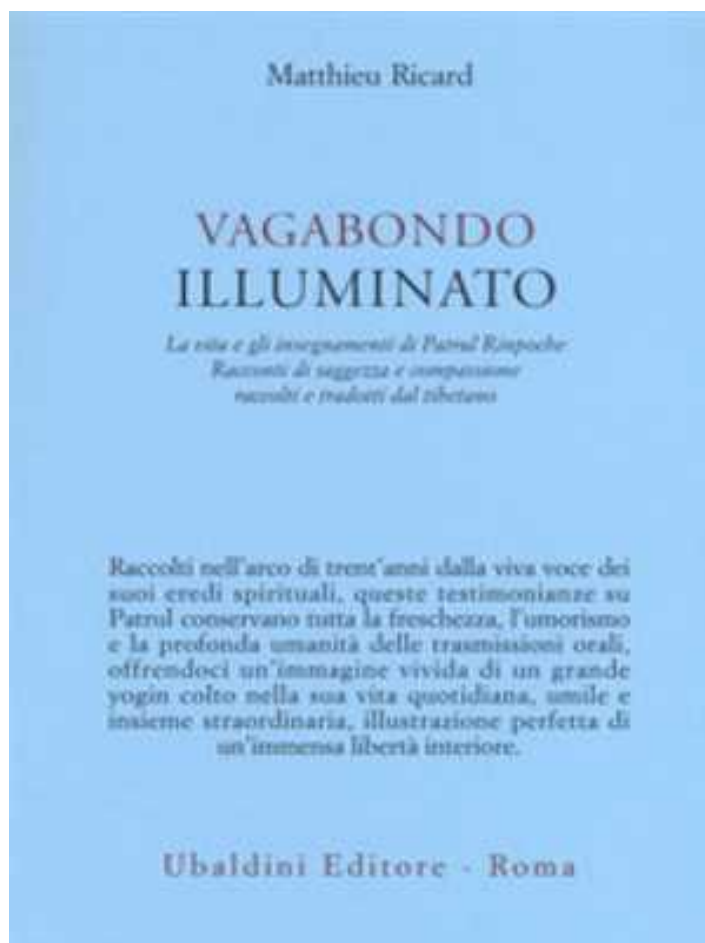 Matthieu Ricard
VAGABONDO
ILLUMINATO
La vita e gli insegnamenti di Patrul Rinpoche
Racconti di saggezza e compassione
raccolti e tradotti dal tibetano
Raccolti nell'arco di trent'anni dalla viva voce dei
suoi eredi spirituali, queste testimonianze su
Patrul conservano tutta la freschezza, l'umorismo
e la profonda umanità delle trasmissioni orali,
offrendoci un'immagine vivida di un grande
yogin colto nella sua vita quotidiana, umile e
insieme straordinaria, illustrazione perfetta di
un'immensa libertà interiore.
Ubaldini Editore - Roma